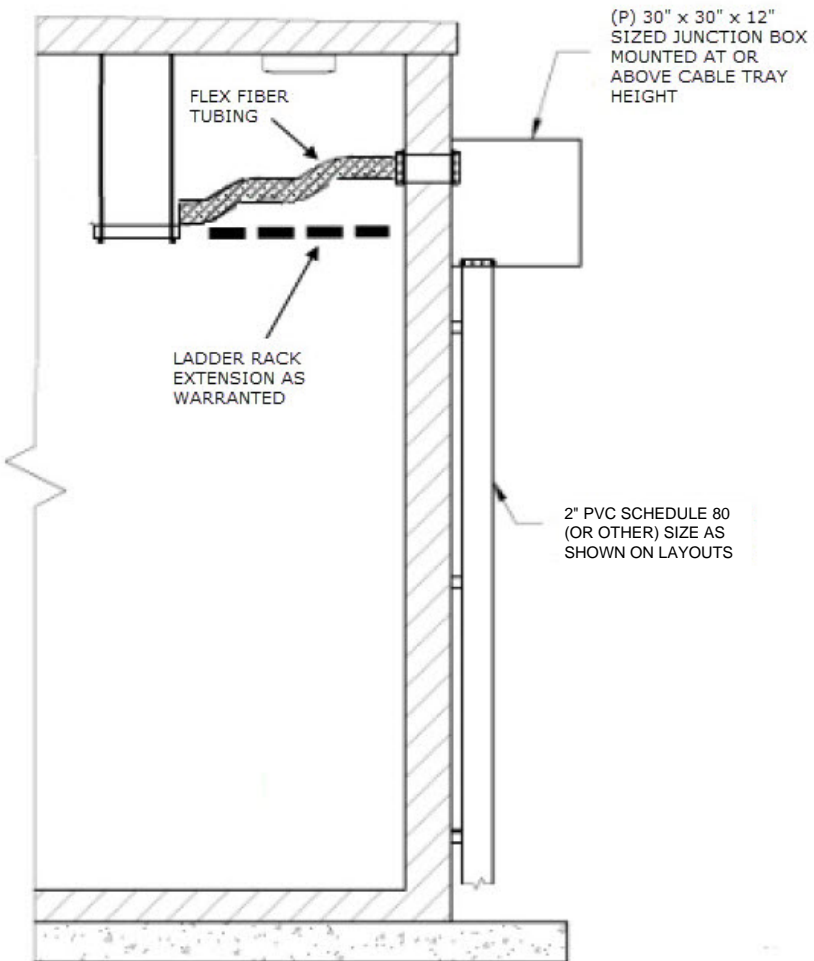 (P) 30" x 30" x 12"
SIZED JUNCTION BOX
MOUNTED AT OR
ABOVE CABLE TRAY
HEIGHT
FLEX FIBER
TUBING
LADDER RACK
EXTENSION AS
WARRANTED
2" PVC SCHEDULE 80
(OR OTHER) SIZE AS
SHOWN ON LAYOUTS